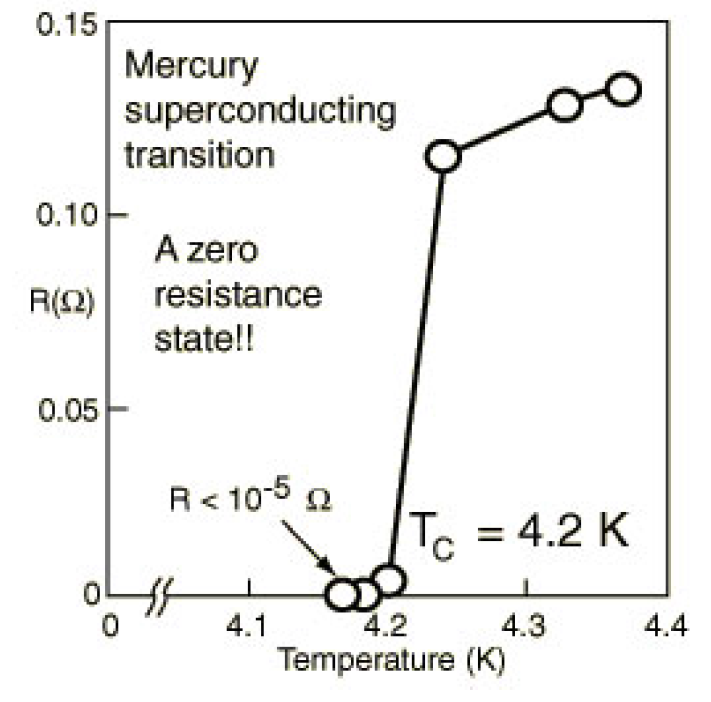 0.15
Mercury
superconducting
transition
0.10
A zero
resistance
state!!
R(Ω)
0.05
R < 10⁻⁵ Ω
T_C = 4.2 K
0
0 4.1 4.2 4.3 4.4
Temperature (K)